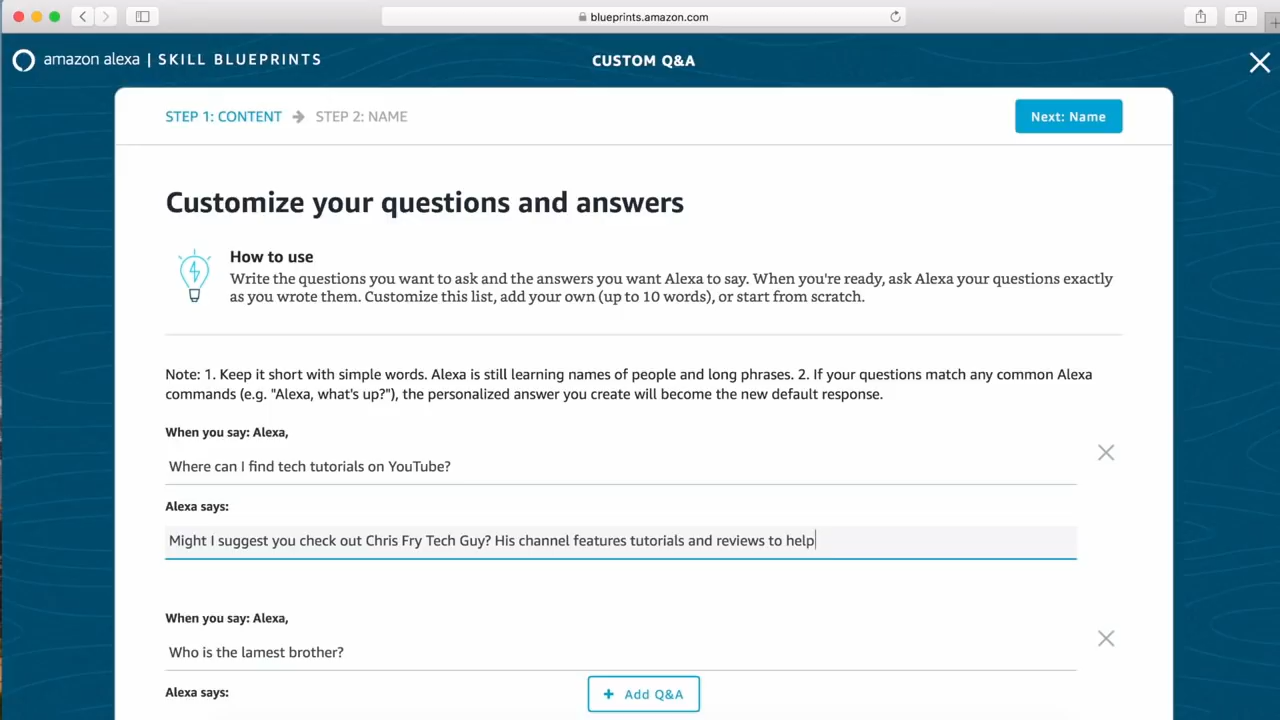 blueprints.amazon.com
amazon alexa | SKILL BLUEPRINTS
CUSTOM Q&A
STEP 1: CONTENT
STEP 2: NAME
Next: Name
Customize your questions and answers
How to use
Write the questions you want to ask and the answers you want Alexa to say. When you're ready, ask Alexa your questions exactly
as you wrote them. Customize this list, add your own (up to 10 words), or start from scratch.
Note: 1. Keep it short with simple words. Alexa is still learning names of people and long phrases. 2. If your questions match any common Alexa
commands (e.g. "Alexa, what's up?"), the personalized answer you create will become the new default response.
When you say: Alexa,
Where can I find tech tutorials on YouTube?
Alexa says:
Might I suggest you check out Chris Fry Tech Guy? His channel features tutorials and reviews to help
When you say: Alexa,
Who is the lamest brother?
Alexa says:
+ Add Q&A